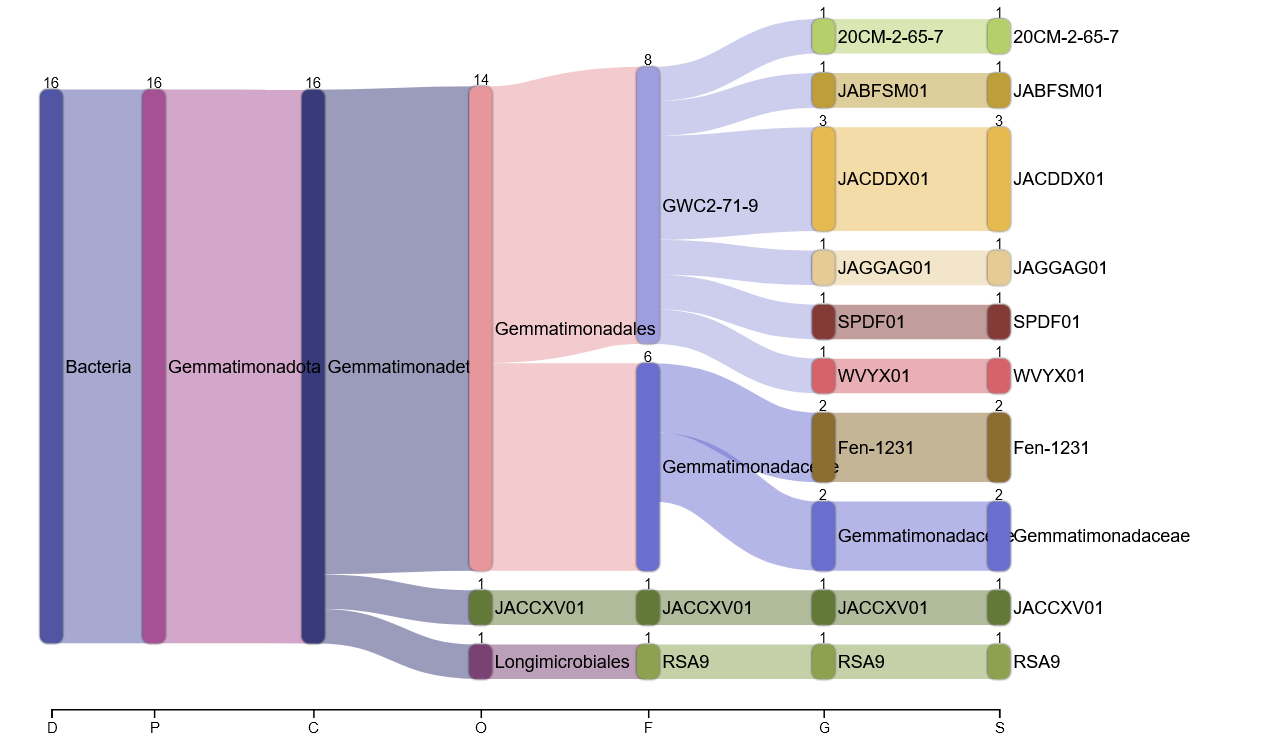 1 1
20CM-2-65-7 20CM-2-65-7
8
1 1
16 16 16 14
JABFSM01 JABFSM01
3 3
JACDDX01 JACDDX01
GWC2-71-9
1 1
JAGGAG01 JAGGAG01
1 1
SPDF01 SPDF01
Gemmatimonadales
6
1 1
Bacteria Gemmatimonadota Gemmatimonadet
WVYX01 WVYX01
2 2
Fen-1231 Fen-1231
Gemmatimonadaceae
2 2
Gemmatimonadaceae Gemmatimonadaceae
1 1 1 1
JACCXV01 JACCXV01 JACCXV01 JACCXV01
1 1 1 1
Longimicrobiales RSA9 RSA9 RSA9
D P C O F G S